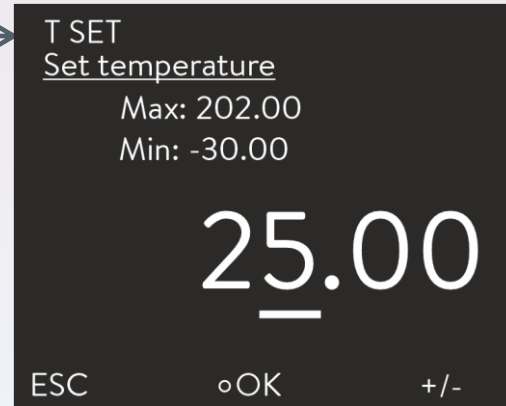 T SET
Set temperature
Max: 202.00
Min: -30.00
25.00
ESC ○OK +/-